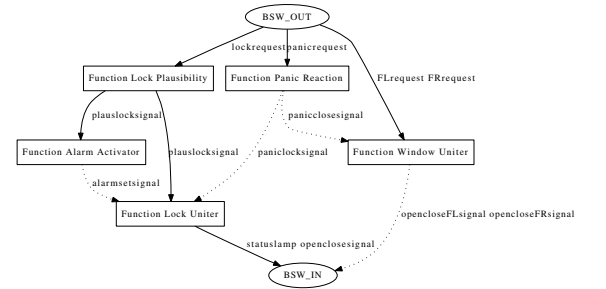 BSW_OUT
lockrequest panicrequest
Function Lock Plausibility
Function Panic Reaction
FLrequest FRrequest
plauslocksignal
panicclosesignal
Function Alarm Activator
plauslocksignal
paniclocksignal
Function Window Uniter
alarmsetsignal
Function Lock Uniter
opencloseFLsignal opencloseFRsignal
statuslamp openclosesignal
BSW_IN